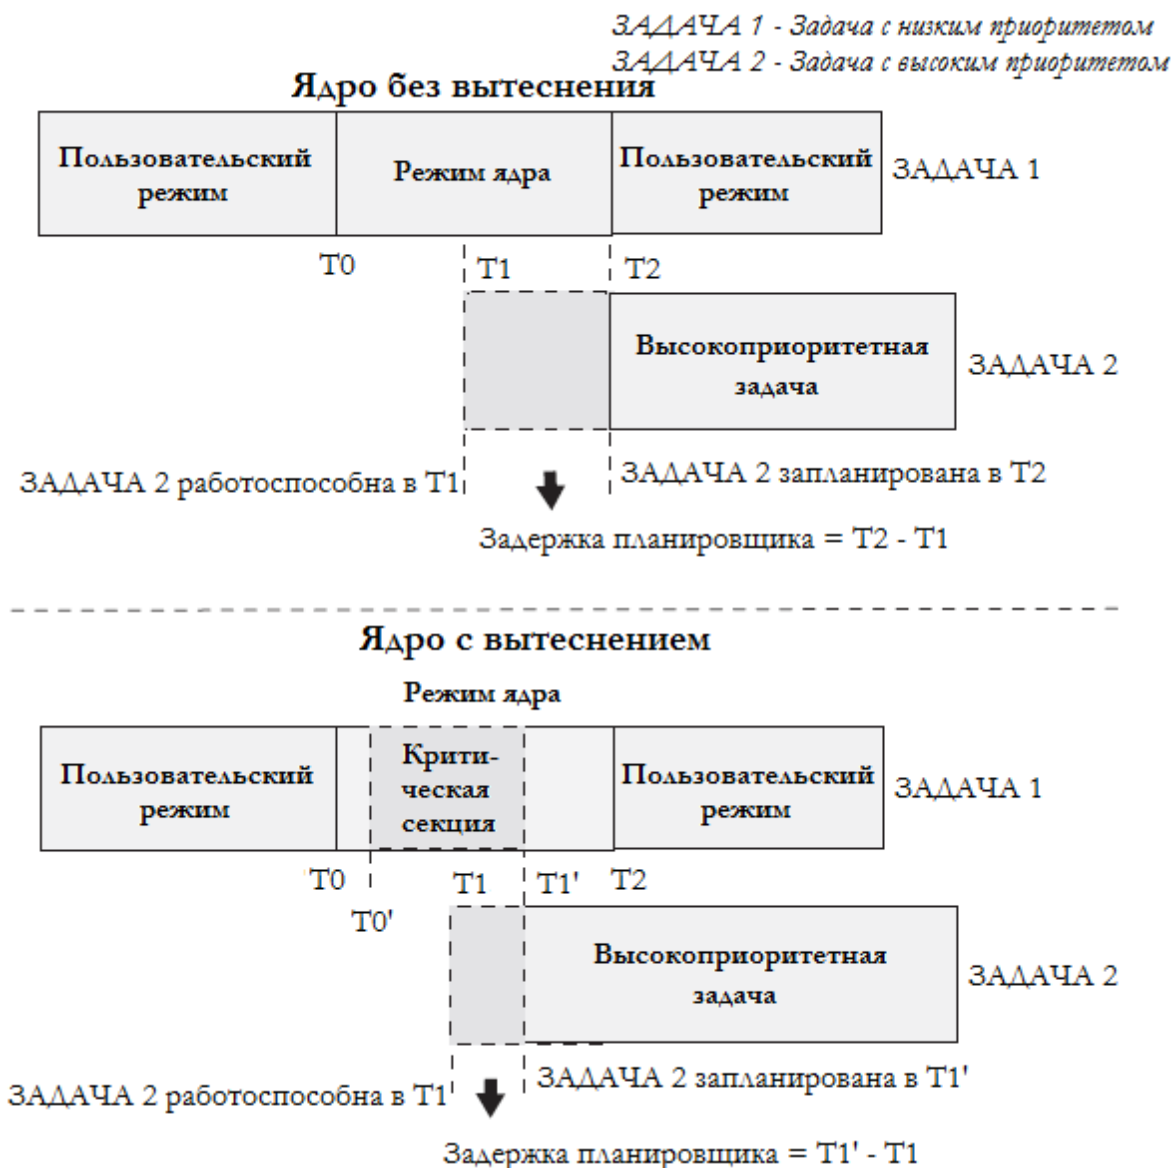 ЗАДАЧА 1 - Задача с низким приоритетом
ЗАДАЧА 2 - Задача с высоким приоритетом
Ядро без вытеснения
Пользовательский
режим
Режим ядра
Пользовательский
режим
ЗАДАЧА 1
T0
T1
T2
Высокоприоритетная
задача
ЗАДАЧА 2
ЗАДАЧА 2 работоспособна в T1
ЗАДАЧА 2 запланирована в T2
Задержка планировщика = T2 - T1
Ядро с вытеснением
Режим ядра
Пользовательский
режим
Крити-
ческая
секция
Пользовательский
режим
ЗАДАЧА 1
T0
T0'
T1
T1'
T2
Высокоприоритетная
задача
ЗАДАЧА 2
ЗАДАЧА 2 работоспособна в T1
ЗАДАЧА 2 запланирована в T1'
Задержка планировщика = T1' - T1